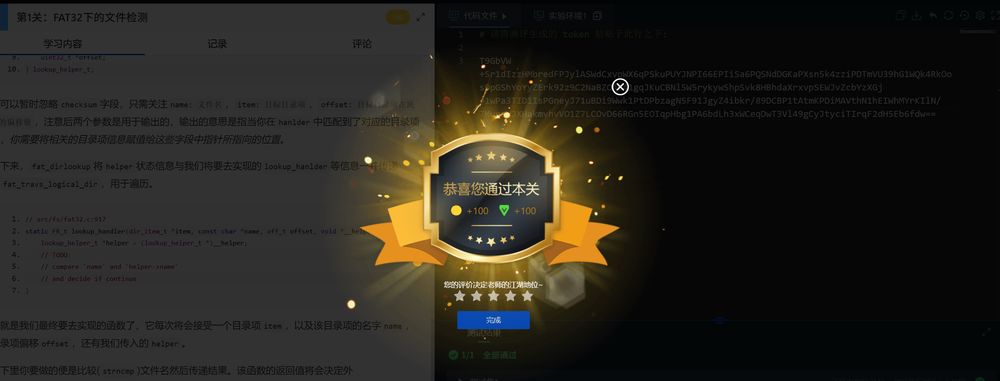 第1关：FAT32下的文件检测
100
学习内容
记录
评论
9. uint32_t *offset;
10. } lookup_helper_t;
可以暂时忽略 checksum 字段，只需关注 name: 文件名 ， item: 目标目录项 ， offset: 目标目录项在块
的偏移量 ，注意后两个参数是用于输出的，输出的意思是指当你在 hanlder 中匹配到了对应的目录项
，你需要将相关的目录项信息赋值给这些字段中指针所指向的位置。
下来， fat_dirlookup 将 helper 状态信息与我们将要去实现的 lookup_hanlder 等信息一并传递
fat_travs_logical_dir ，用于遍历。
1. // src/fs/fat32.c:917
2. static FR_t lookup_handler(dir_item_t *item, const char *name, off_t offset, void *__helpe
3. lookup_helper_t *helper = (lookup_helper_t *)__helper;
4. // TODO:
5. // compare `name` and `helper->name`
6. // and decide if continue
7. }
就是我们最终要去实现的函数了，它每次将会接受一个目录项 item ，以及该目录项的名字 name ，
录项偏移 offset ，还有我们传入的 helper 。
下里你要做的便是比较( strncmp )文件名然后传递结果。该函数的返回值将会决定外
代码文件
实验环境1
1 # 请将测评生成的 token 粘贴于此行之下:
2
3 T9GbVW
+Sr1dIzzHMbredFPJylASWdCxvoWX6qPSkuPUYJNPI66EPIiSa6PQSNdDGKaPXsn5k4zziPDTmVU39hG1WQk4RkOo
1gqJKuCBNl5W5rykywShpSvk8HBhdaXrxvpSEWJvZcbYzXGj
+1wPa3TID1IsPGneyJ71uBDi9Wwk1PtDPbzagN5F91JgyZ4ibkr/89DCBP1tAtmKPDiMAVthN1hEIWhMYrKIlN/
JXHakmvhvVO1Z7LCOvD66RGn5EOIqpHbg1PA6bdLh3xWCeqDwT3Vl49gCyJtyciTIrqF2dH5Eb6fdw==
恭喜您通过本关
+100 +100
您的评价决定老师的江湖地位~
完成
测试结果
1/1 全部通过